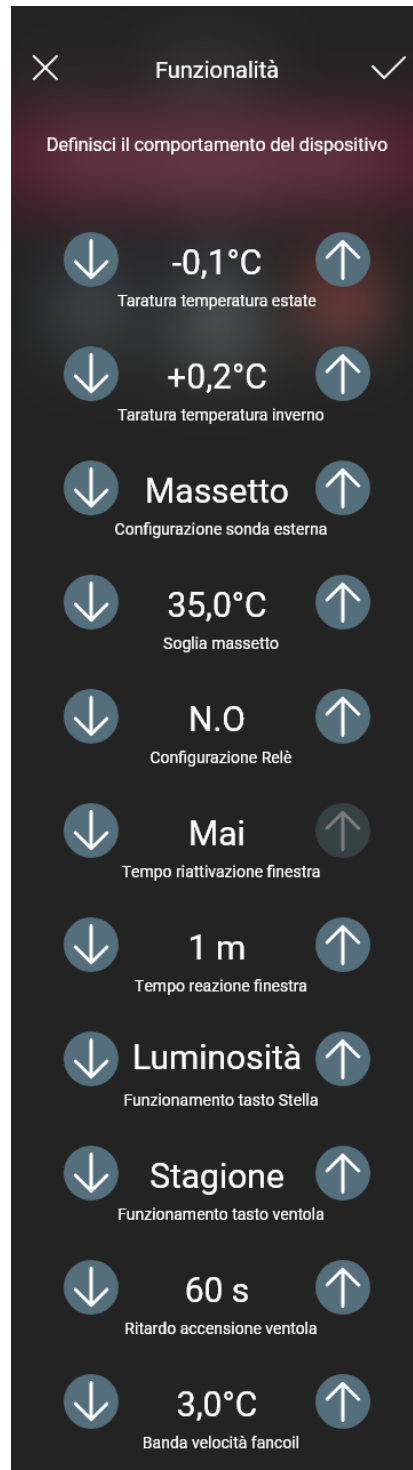 Funzionalità
Definisci il comportamento del dispositivo
-0,1°C
Taratura temperatura estate
+0,2°C
Taratura temperatura inverno
Massetto
Configurazione sonda esterna
35,0°C
Soglia massetto
N.O
Configurazione Relè
Mai
Tempo riattivazione finestra
1 m
Tempo reazione finestra
Luminosità
Funzionamento tasto Stella
Stagione
Funzionamento tasto ventola
60 s
Ritardo accensione ventola
3,0°C
Banda velocità fancoil